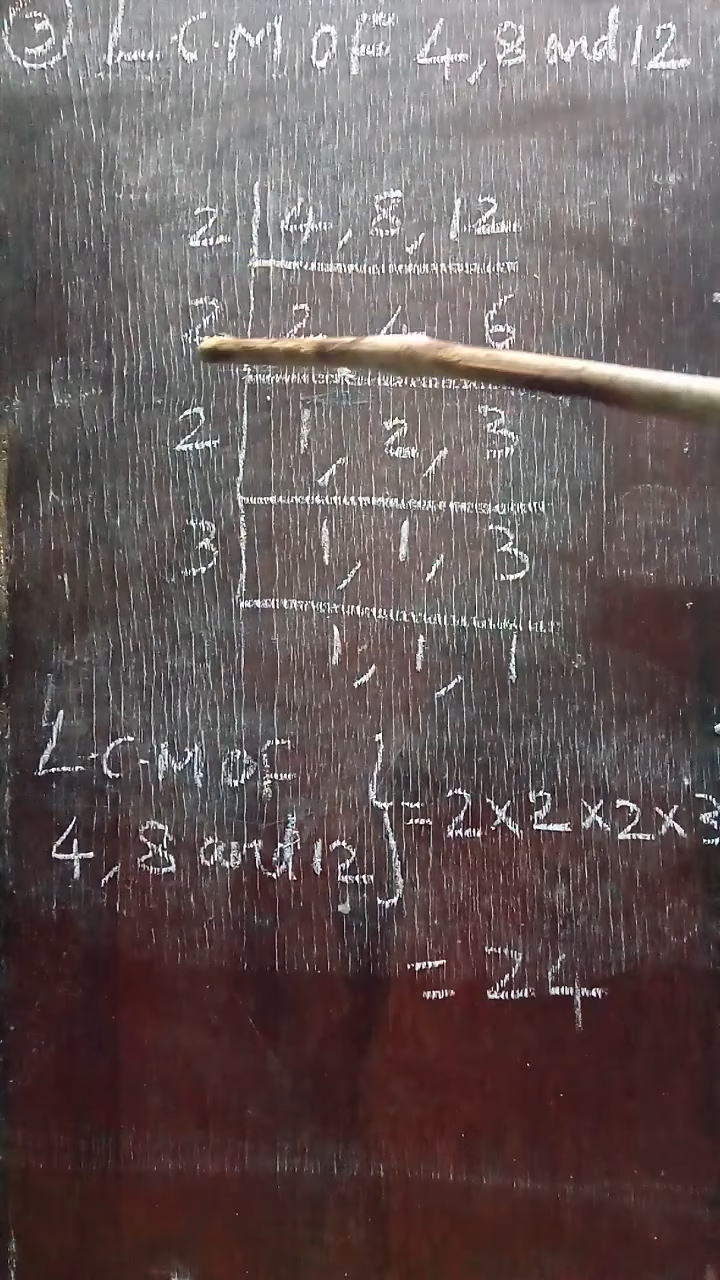 ③ L.C.M OF 4, 8 and 12
2 | 4, 8, 12
2 | 2 4 6
2 | 1, 2, 3
3 | 1, 1, 3
1, 1, 1
L.C.M OF
4, 8 and 12 } = 2×2×2×3
= 24